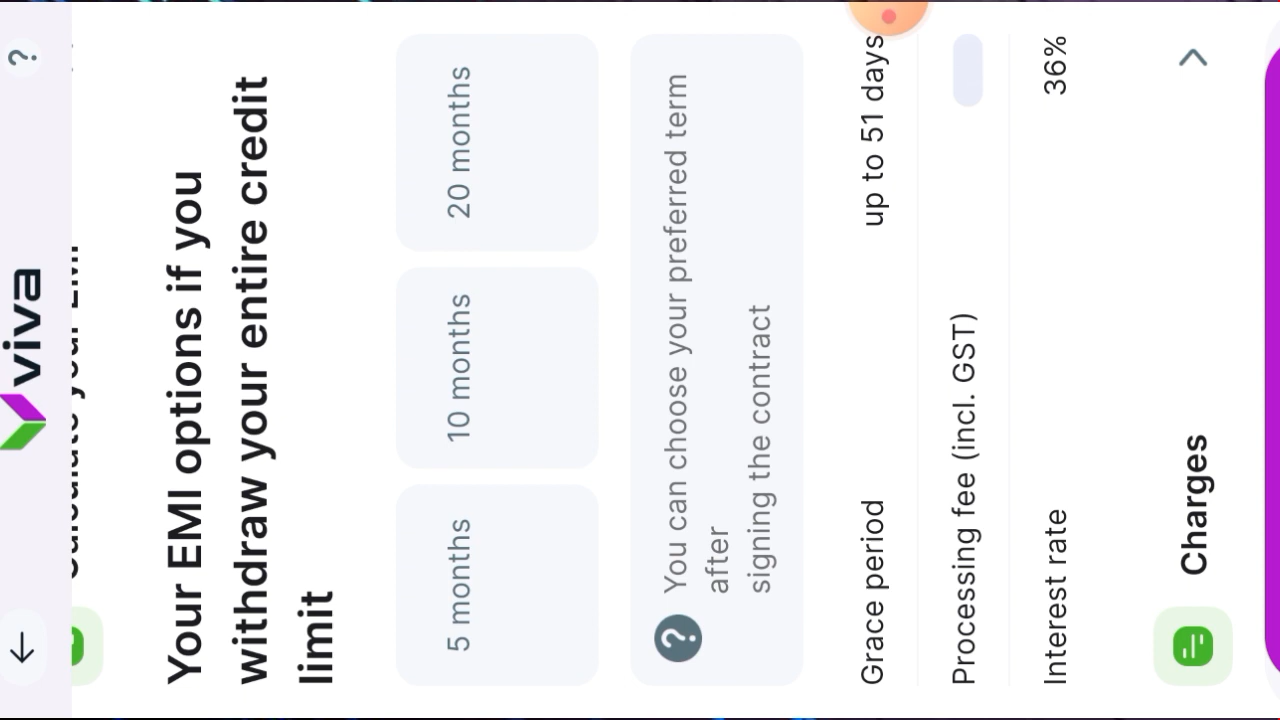 viva
Your EMI options if you
withdraw your entire credit
limit
5 months
10 months
20 months
You can choose your preferred term
after
signing the contract
Grace period
up to 51 days
Processing fee (incl. GST)
Interest rate
36%
Charges